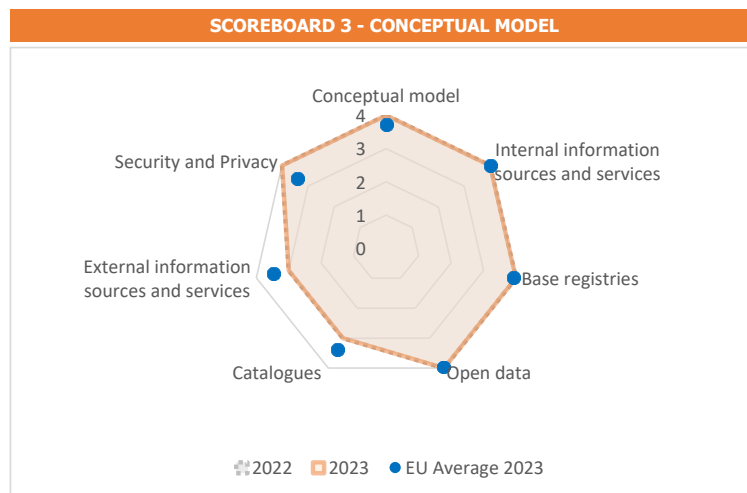 SCOREBOARD 3 - CONCEPTUAL MODEL
Conceptual model
4
3
2
1
0
Internal information
sources and services
Base registries
Open data
Catalogues
External information
sources and services
Security and Privacy
2022
2023
EU Average 2023